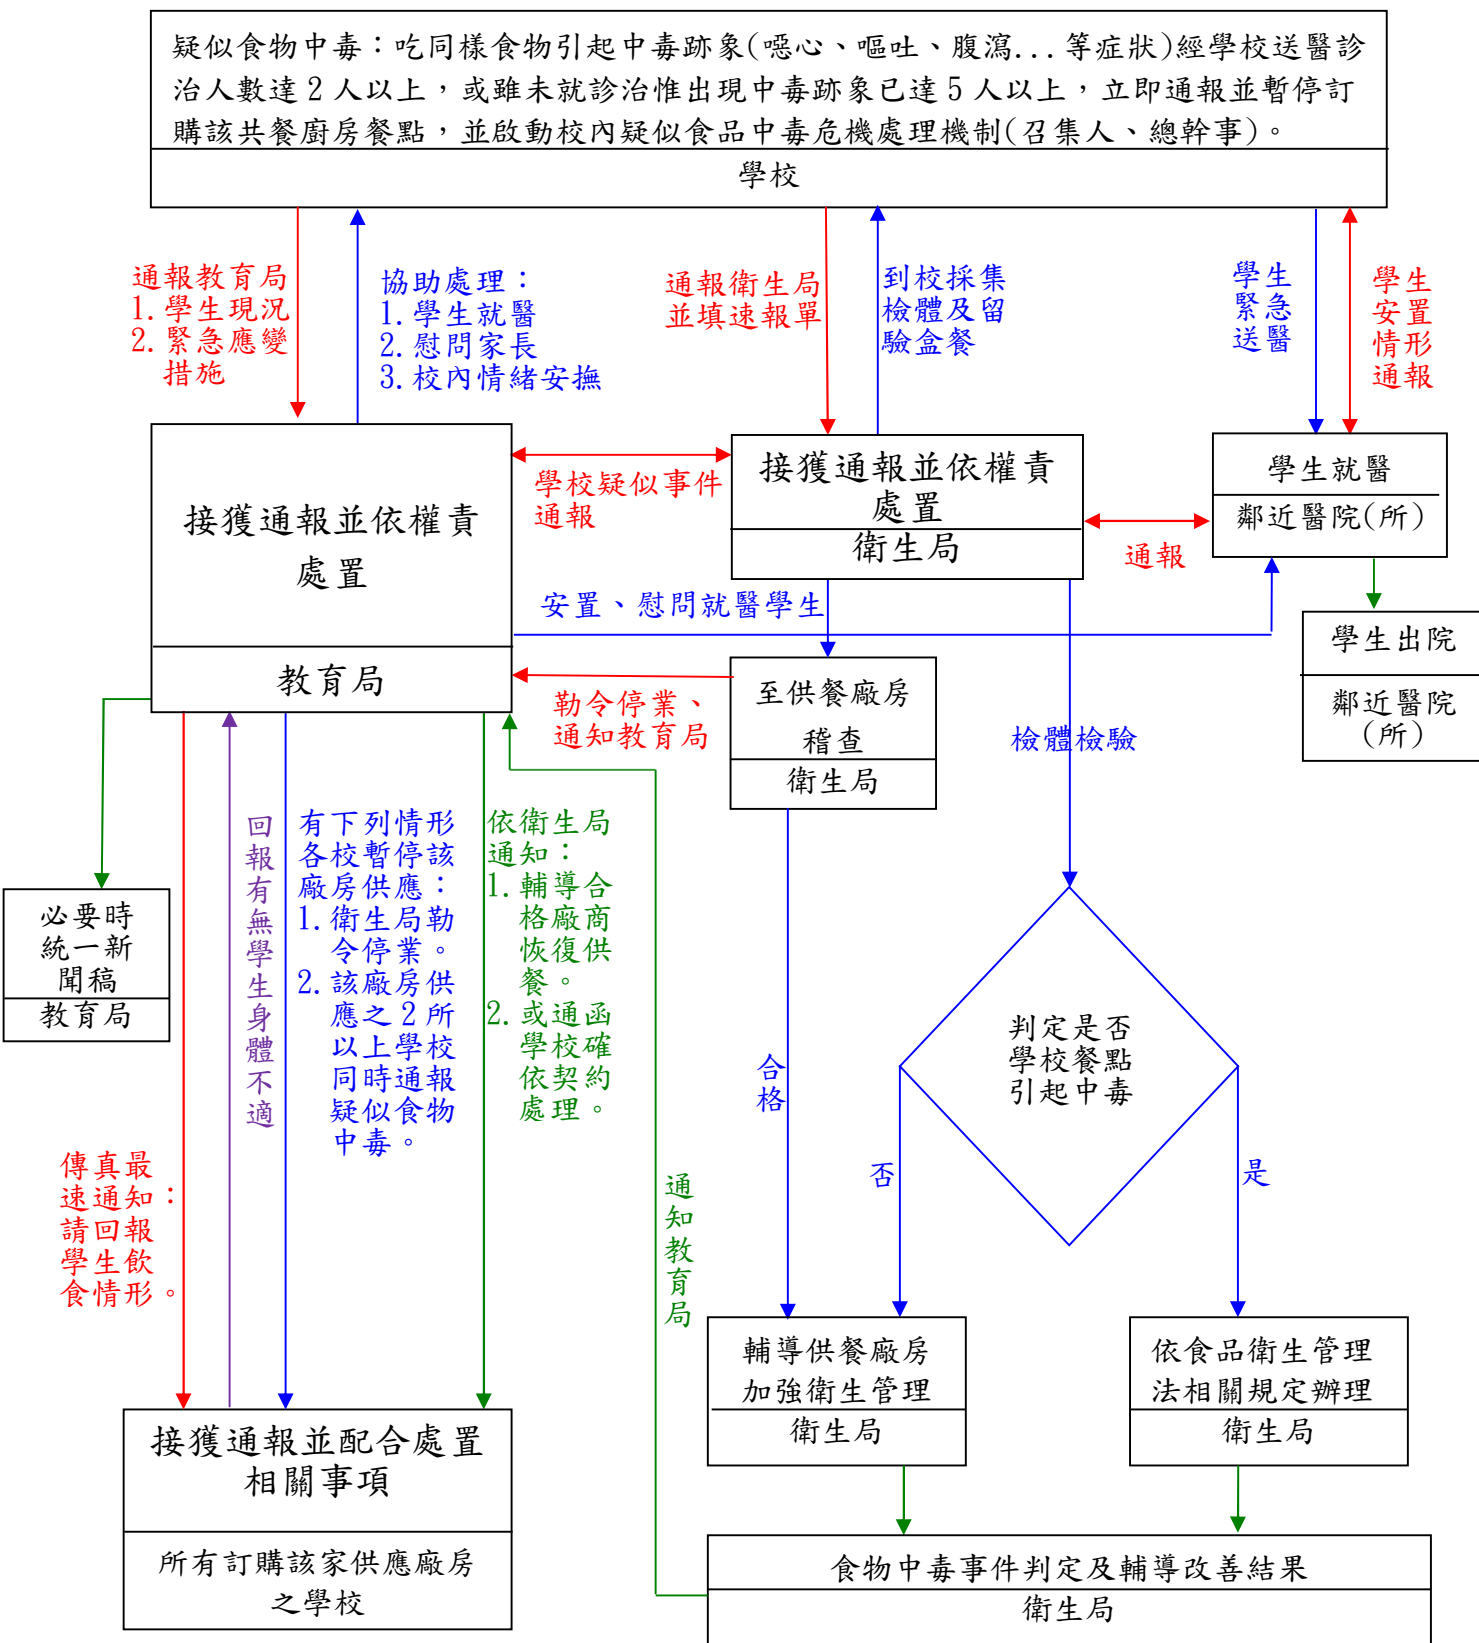 疑似食物中毒：吃同樣食物引起中毒跡象(噁心、嘔吐、腹瀉...等症狀)經學校送醫診
治人數達2人以上，或雖未就診治惟出現中毒跡象已達5人以上，立即通報並暫停訂
購該共餐廚房餐點，並啟動校內疑似食品中毒危機處理機制(召集人、總幹事)。
學校
通報教育局
1.學生現況
2.緊急應變
措施
協助處理：
1.學生就醫
2.慰問家長
3.校內情緒安撫
通報衛生局
並填速報單
到校採集
檢體及留
驗盒餐
學生
緊急
送醫
學生
安置
情形
通報
接獲通報並依權責
處置
教育局
學校疑似事件
通報
接獲通報並依權責
處置
衛生局
通報
學生就醫
鄰近醫院(所)
安置、慰問就醫學生
學生出院
鄰近醫院
(所)
勒令停業、
通知教育局
至供餐廠房
稽查
衛生局
檢體檢驗
必要時
統一新
聞稿
教育局
傳真最
速通知：
請回報
學生飲
食情形。
回報有無學生身體不適
有下列情形
各校暫停該
廠房供應：
1.衛生局勒
令停業。
2.該廠房供
應之2所
以上學校
同時通報
疑似食物
中毒。
依衛生局
通知：
1.輔導合
格廠商
恢復供
餐。
2.或通函
學校確
依契約
處理。
通知教育局
合格
判定是否
學校餐點
引起中毒
否
是
輔導供餐廠房
加強衛生管理
衛生局
依食品衛生管理
法相關規定辦理
衛生局
接獲通報並配合處置
相關事項
所有訂購該家供應廠房
之學校
食物中毒事件判定及輔導改善結果
衛生局